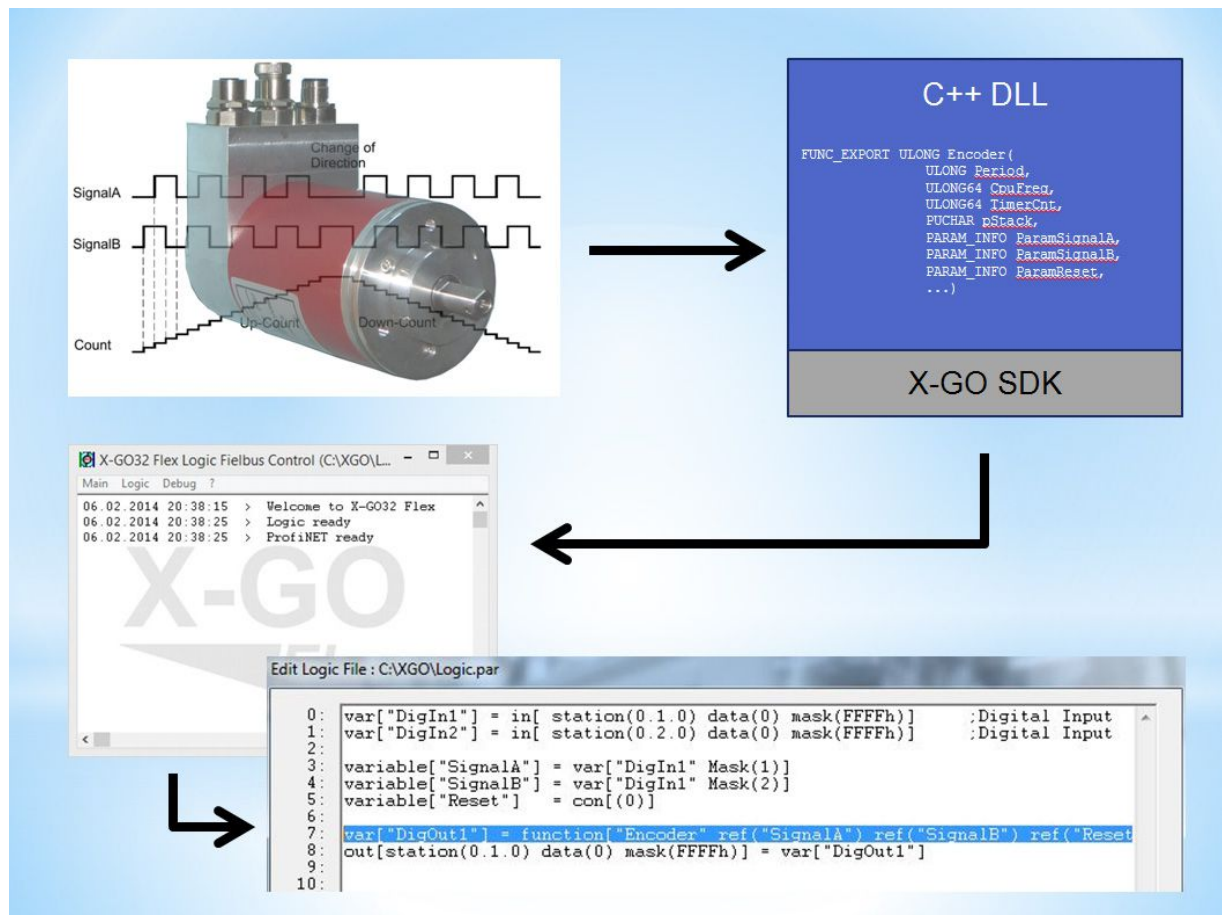 Change of
Direction
SignalA
SignalB
Up-Count
Down-Count
Count
C++ DLL
FUNC_EXPORT ULONG Encoder(
ULONG Period,
ULONG64 CpuFreq,
ULONG64 TimerCnt,
PUCHAR pStack,
PARAM_INFO ParamSignalA,
PARAM_INFO ParamSignalB,
PARAM_INFO ParamReset,
...)
X-GO SDK
X-GO32 Flex Logic Fielbus Control (C:\XGO\L...
Main Logic Debug ?
06.02.2014 20:38:15 > Welcome to X-GO32 Flex
06.02.2014 20:38:25 > Logic ready
06.02.2014 20:38:25 > ProfiNET ready
X-GO
Edit Logic File : C:\XGO\Logic.par
0: var["DigIn1"] = in[ station(0.1.0) data(0) mask(FFFFh)] ;Digital Input
1: var["DigIn2"] = in[ station(0.2.0) data(0) mask(FFFFh)] ;Digital Input
2:
3: variable["SignalA"] = var["DigIn1" Mask(1)]
4: variable["SignalB"] = var["DigIn1" Mask(2)]
5: variable["Reset"] = con[(0)]
6:
7: var["DigOut1"] = function["Encoder" ref("SignalA") ref("SignalB") ref("Reset
8: out[station(0.1.0) data(0) mask(FFFFh)] = var["DigOut1"]
9:
10: